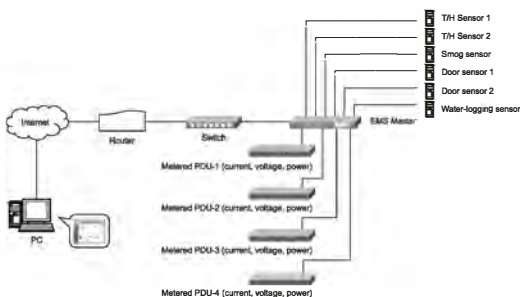 T/H Sensor 1
T/H Sensor 2
Smog sensor
Door sensor 1
Door sensor 2
Water-logging sensor
EMS Master
Internet
Router
Switch
Metered PDU-1 (current, voltage, power)
Metered PDU-2 (current, voltage, power)
PC
Metered PDU-3 (current, voltage, power)
Metered PDU-4 (current, voltage, power)